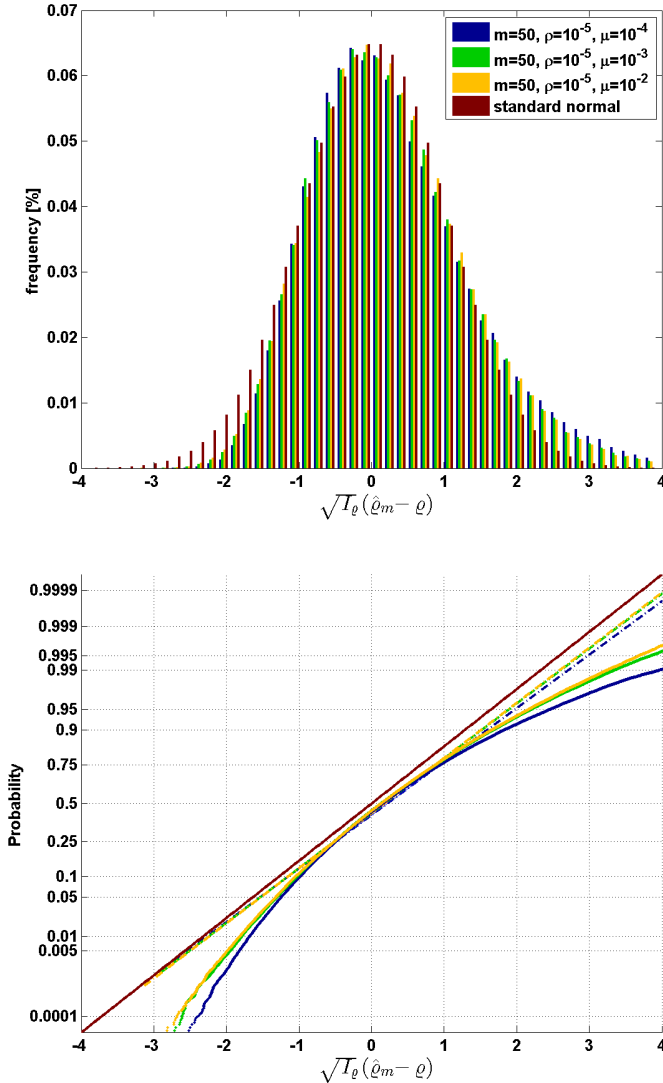 0.07
0.06
0.05
0.04
0.03
0.02
0.01
0
frequency [%]
m=50, ρ=10⁻⁵, μ=10⁻⁴
m=50, ρ=10⁻⁵, μ=10⁻³
m=50, ρ=10⁻⁵, μ=10⁻²
standard normal
-4 -3 -2 -1 0 1 2 3 4
√I_ϱ (ϱ̂_m − ϱ)
0.9999
0.999
0.995
0.99
0.95
0.9
0.75
0.5
0.25
0.1
0.05
0.01
0.005
0.0001
Probability
-4 -3 -2 -1 0 1 2 3 4
√I_ϱ (ϱ̂_m − ϱ)